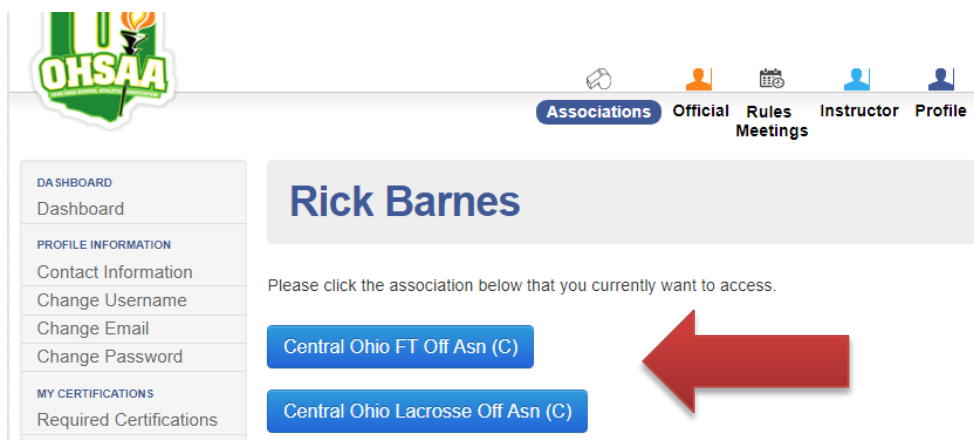 OHSAA
Associations
Official
Rules
Meetings
Instructor
Profile
DASHBOARD
Dashboard
PROFILE INFORMATION
Contact Information
Change Username
Change Email
Change Password
MY CERTIFICATIONS
Required Certifications
Rick Barnes
Please click the association below that you currently want to access.
Central Ohio FT Off Asn (C)
Central Ohio Lacrosse Off Asn (C)